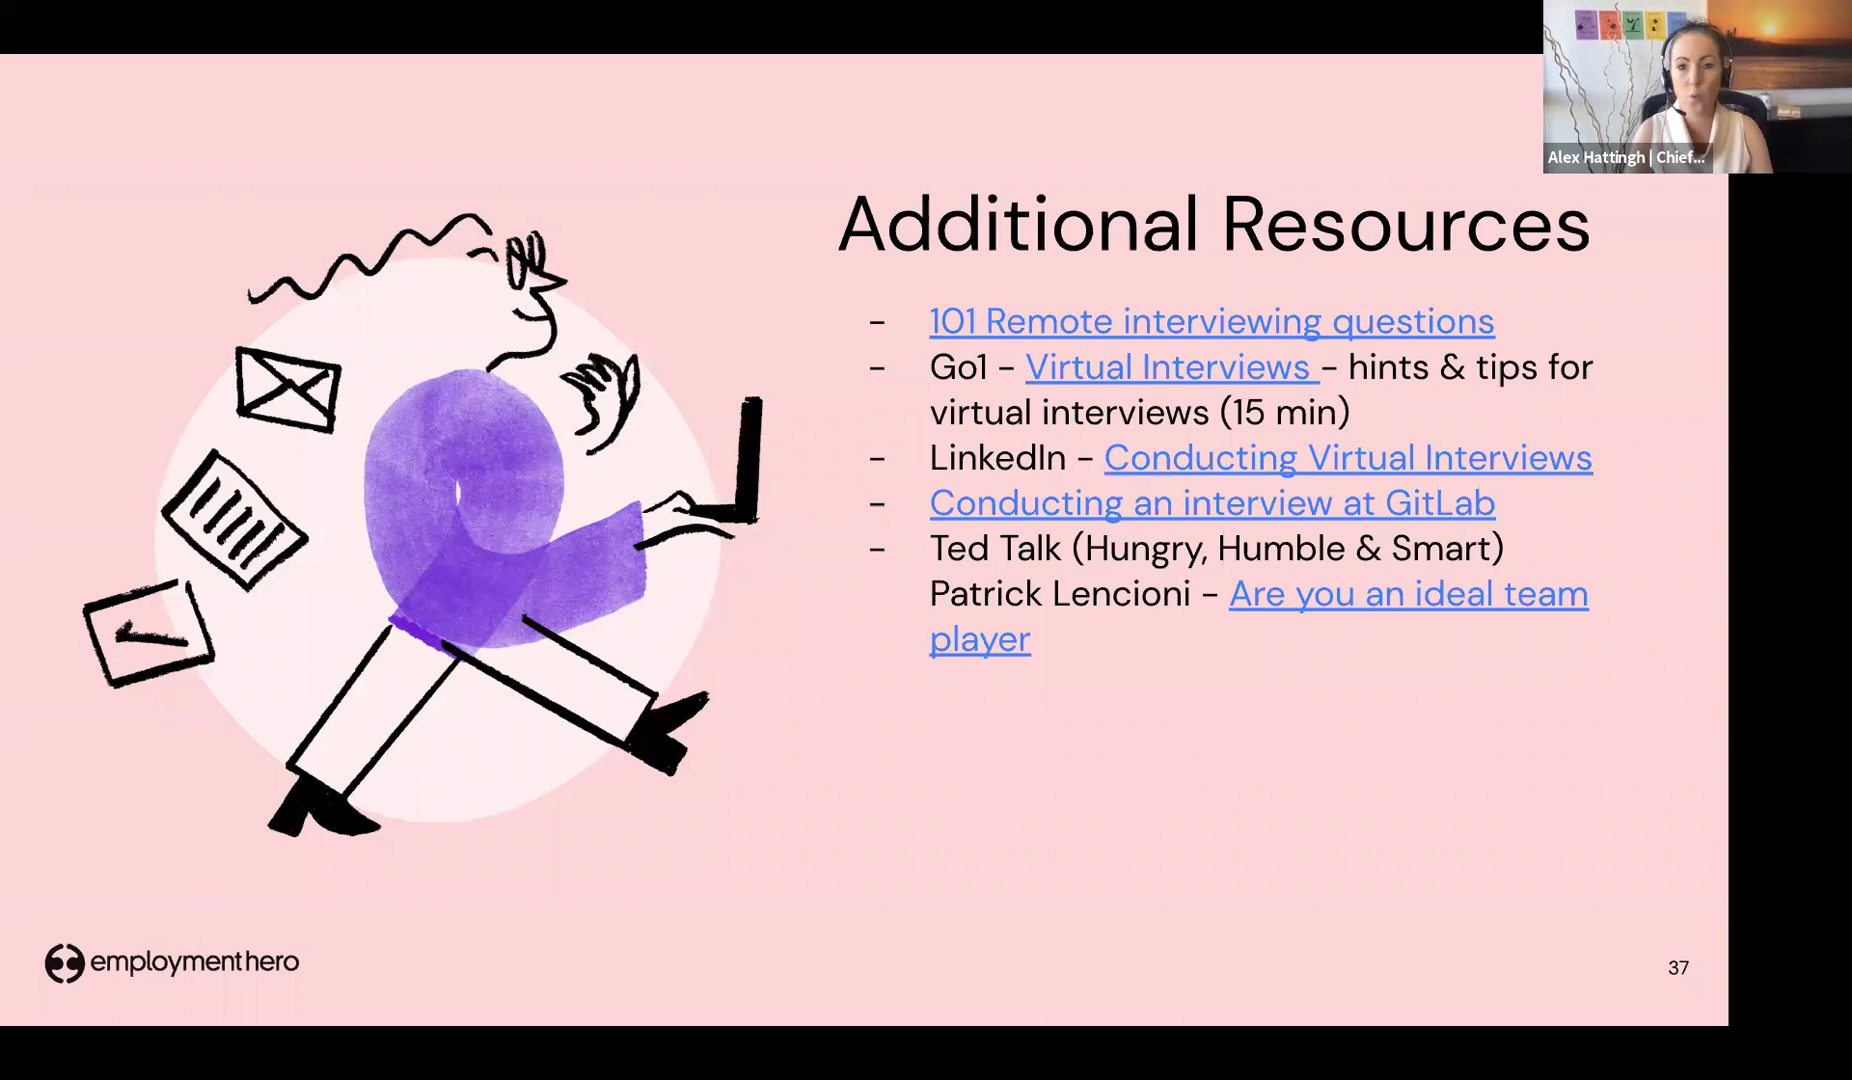 Alex Hattingh | Chief...
Additional Resources
- 101 Remote interviewing questions
- Go1 - Virtual Interviews - hints & tips for
virtual interviews (15 min)
- LinkedIn - Conducting Virtual Interviews
- Conducting an interview at GitLab
- Ted Talk (Hungry, Humble & Smart)
Patrick Lencioni - Are you an ideal team
player
employmenthero
37